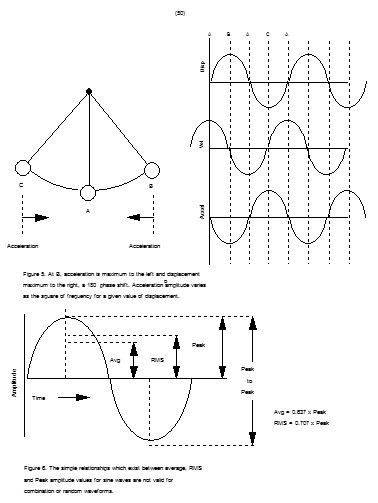 (50)
A B A C A
Disp
Vel
Accel
C
A
B
Acceleration
Acceleration
Figure 5. At B, acceleration is maximum to the left and displacement
maximum to the right, a 180° phase shift. Acceleration amplitude varies
as the square of frequency for a given value of displacement.
Amplitude
Time
Avg
RMS
Peak
Peak
to
Peak
Avg = 0.637 x Peak
RMS = 0.707 x Peak
Figure 6. The simple relationships which exist between average, RMS
and Peak amplitude values for sine waves are not valid for
combination or random waveforms.